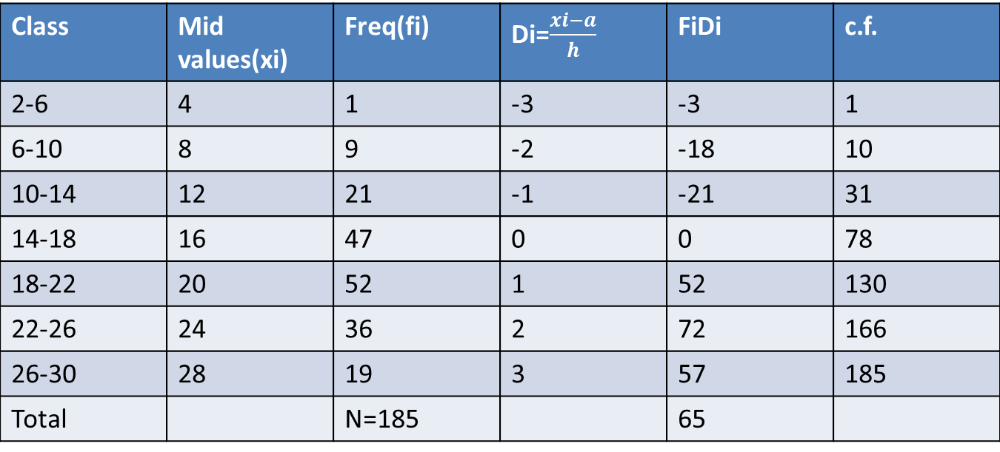 Class Mid values(xi) Freq(fi) Di=xi−a/h FiDi c.f.
2-6 4 1 -3 -3 1
6-10 8 9 -2 -18 10
10-14 12 21 -1 -21 31
14-18 16 47 0 0 78
18-22 20 52 1 52 130
22-26 24 36 2 72 166
26-30 28 19 3 57 185
Total N=185 65